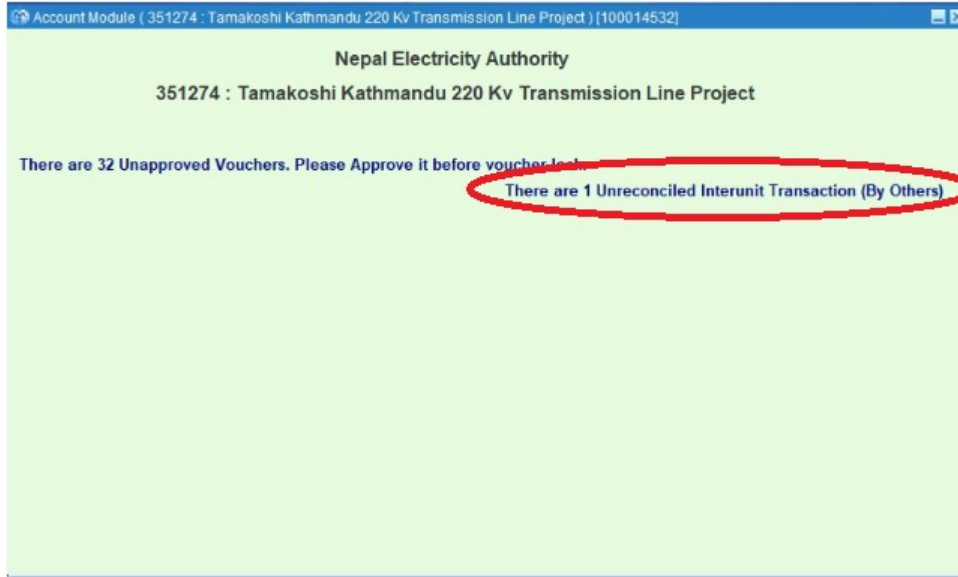 Account Module ( 351274 : Tamakoshi Kathmandu 220 Kv Transmission Line Project ) [100014532]
Nepal Electricity Authority
351274 : Tamakoshi Kathmandu 220 Kv Transmission Line Project
There are 32 Unapproved Vouchers. Please Approve it before voucher
There are 1 Unreconciled Interunit Transaction (By Others)